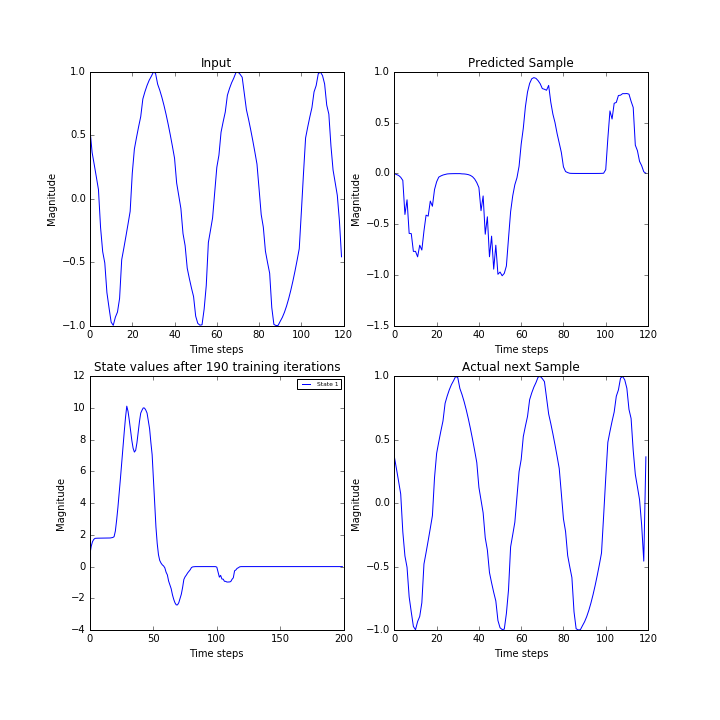 Input
1.0
0.5
0.0
−0.5
−1.0
Magnitude
0 20 40 60 80 100 120
Time steps
Predicted Sample
1.0
0.5
0.0
−0.5
−1.0
−1.5
Magnitude
0 20 40 60 80 100 120
Time steps
State values after 190 training iterations
12
10
8
6
4
2
0
−2
−4
Magnitude
State 1
0 50 100 150 200
Time steps
Actual next Sample
1.0
0.5
0.0
−0.5
−1.0
Magnitude
0 20 40 60 80 100 120
Time steps